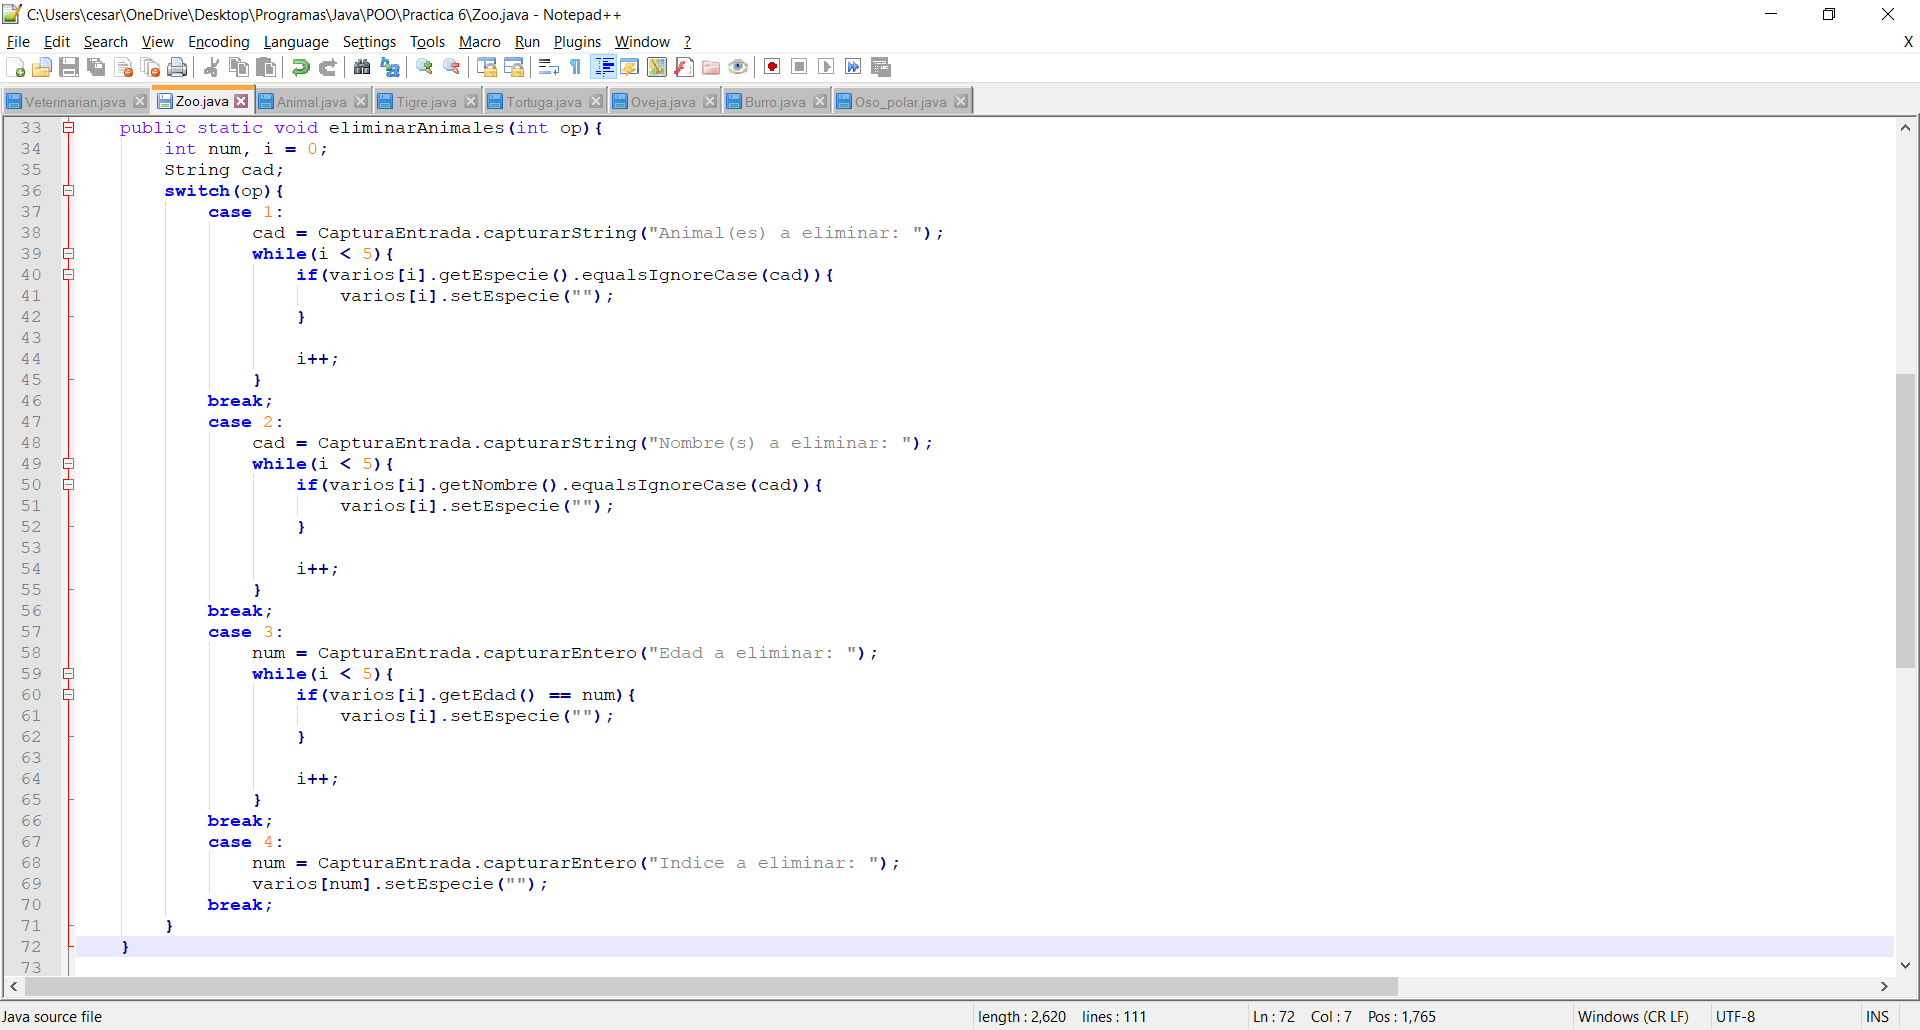 C:\Users\cesar\OneDrive\Desktop\Programas\Java\POO\Practica 6\Zoo.java - Notepad++
File Edit Search View Encoding Language Settings Tools Macro Run Plugins Window ? X
Veterinarian.java Zoo.java Animal.java Tigre.java Tortuga.java Oveja.java Burro.java Oso_polar.java
33 public static void eliminarAnimales(int op){
34 int num, i = 0;
35 String cad;
36 switch(op){
37 case 1:
38 cad = CapturaEntrada.capturarString("Animal(es) a eliminar: ");
39 while(i < 5){
40 if(varios[i].getEspecie().equalsIgnoreCase(cad)){
41 varios[i].setEspecie("");
42 }
43
44 i++;
45 }
46 break;
47 case 2:
48 cad = CapturaEntrada.capturarString("Nombre(s) a eliminar: ");
49 while(i < 5){
50 if(varios[i].getNombre().equalsIgnoreCase(cad)){
51 varios[i].setEspecie("");
52 }
53
54 i++;
55 }
56 break;
57 case 3:
58 num = CapturaEntrada.capturarEntero("Edad a eliminar: ");
59 while(i < 5){
60 if(varios[i].getEdad() == num){
61 varios[i].setEspecie("");
62 }
63
64 i++;
65 }
66 break;
67 case 4:
68 num = CapturaEntrada.capturarEntero("Indice a eliminar: ");
69 varios[num].setEspecie("");
70 break;
71 }
72 }
73
Java source file length : 2,620 lines : 111 Ln : 72 Col : 7 Pos : 1,765 Windows (CR LF) UTF-8 INS